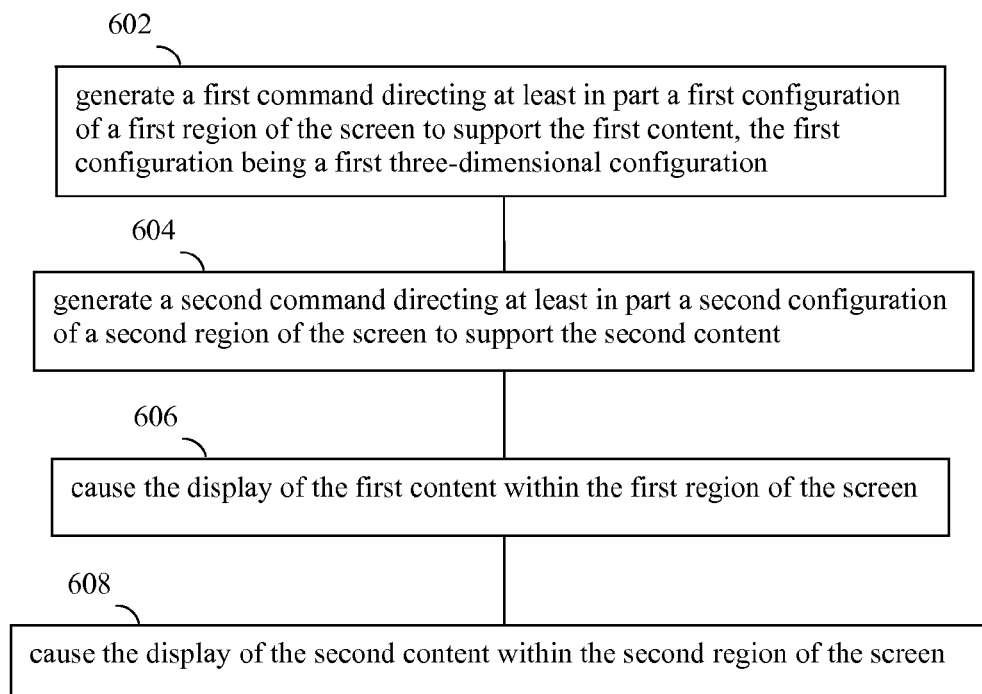 602
generate a first command directing at least in part a first configuration
of a first region of the screen to support the first content, the first
configuration being a first three-dimensional configuration
604
generate a second command directing at least in part a second configuration
of a second region of the screen to support the second content
606
cause the display of the first content within the first region of the screen
608
cause the display of the second content within the second region of the screen